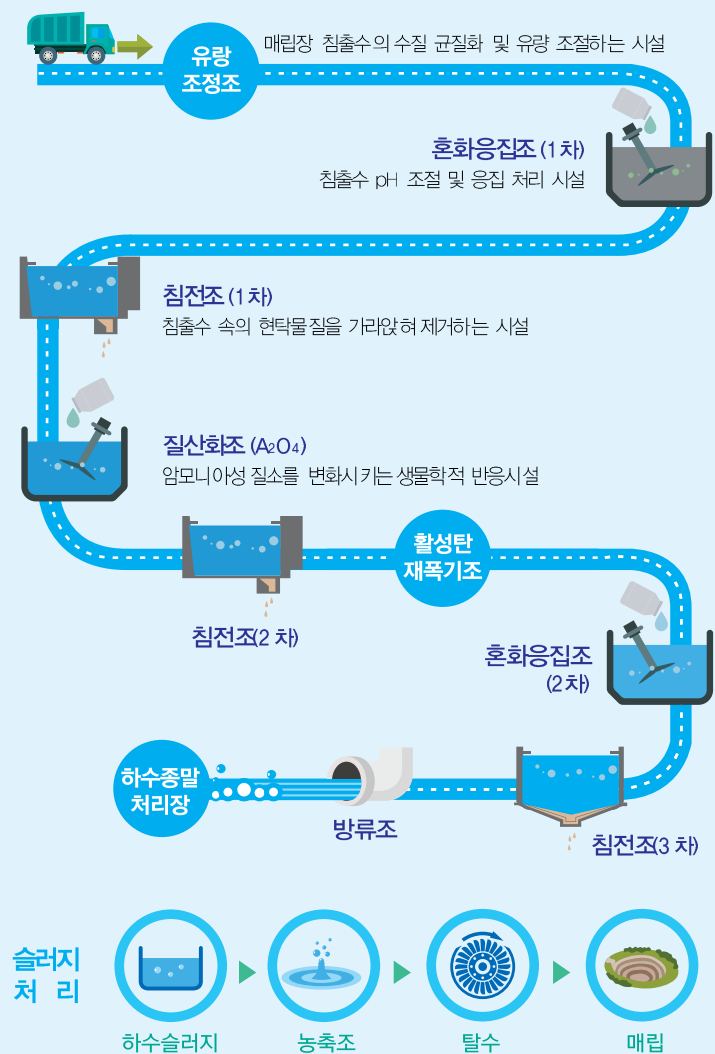 유량
조정조
매립장 침출수의 수질 균질화 및 유량 조절하는 시설
혼화응집조 (1차)
침출수 pH 조절 및 응집 처리 시설
침전조 (1차)
침출수 속의 현탁물질을 가라앉혀 제거하는 시설
질산화조 (A2O4)
암모니아성 질소를 변화시키는 생물학적 반응시설
침전조(2차)
활성탄
재폭기조
혼화응집조
(2차)
하수종말
처리장
방류조
침전조(3차)
슬러지
처 리
하수슬러지
농축조
탈수
매립